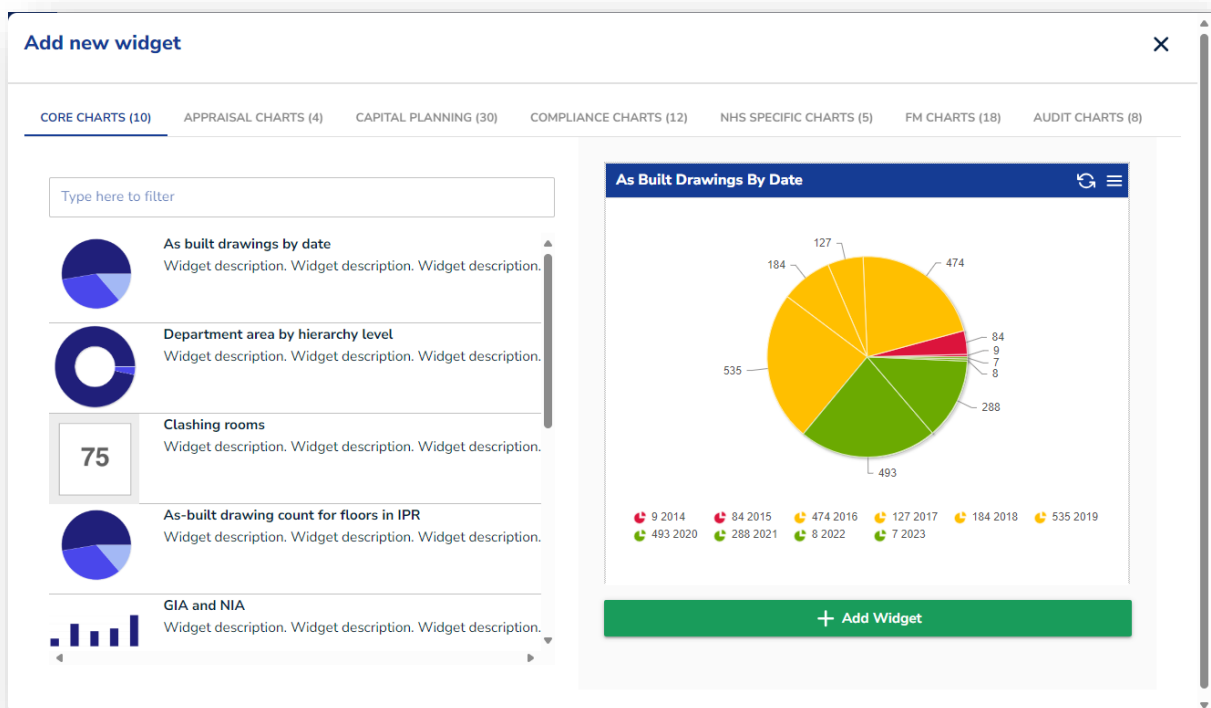 Add new widget
CORE CHARTS (10) APPRAISAL CHARTS (4) CAPITAL PLANNING (30) COMPLIANCE CHARTS (12) NHS SPECIFIC CHARTS (5) FM CHARTS (18) AUDIT CHARTS (8)
Type here to filter
As built drawings by date
Widget description. Widget description. Widget description.
Department area by hierarchy level
Widget description. Widget description. Widget description.
75
Clashing rooms
Widget description. Widget description. Widget description.
As-built drawing count for floors in IPR
Widget description. Widget description. Widget description.
GIA and NIA
Widget description. Widget description. Widget description.
As Built Drawings By Date
127
474
184
84
9
7
8
535
288
493
9 2014 84 2015 474 2016 127 2017 184 2018 535 2019
493 2020 288 2021 8 2022 7 2023
Add Widget